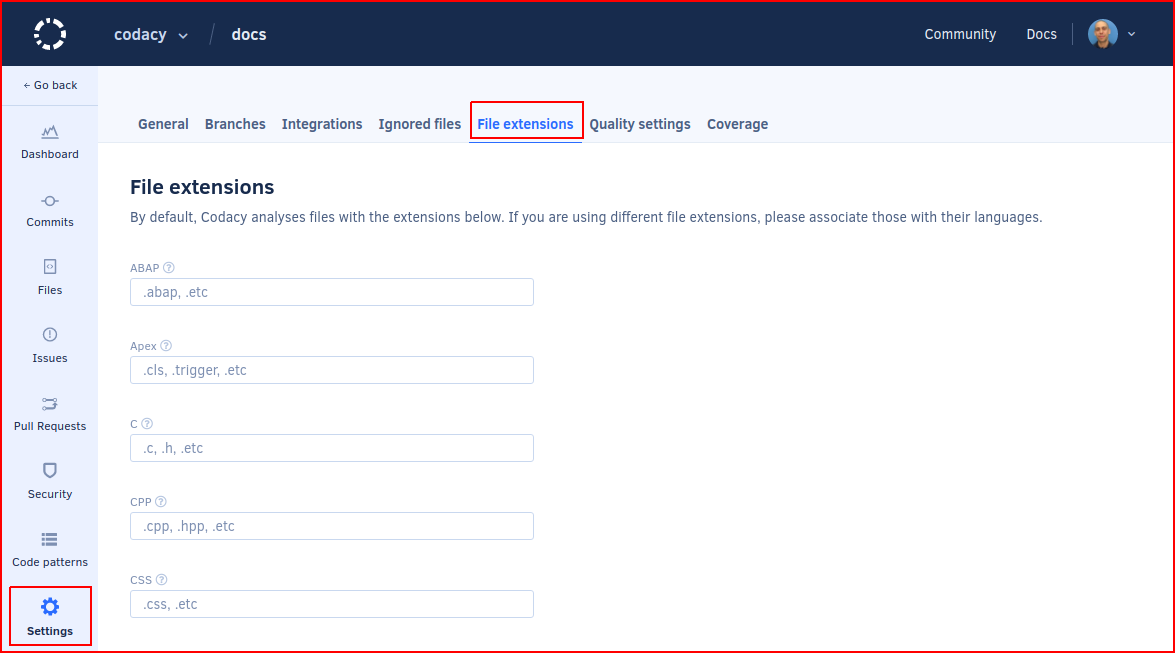 codacy / docs Community Docs
← Go back
General Branches Integrations Ignored files File extensions Quality settings Coverage
Dashboard
Commits
Files
Issues
Pull Requests
Security
Code patterns
Settings
File extensions
By default, Codacy analyses files with the extensions below. If you are using different file extensions, please associate those with their languages.
ABAP ?
.abap, .etc
Apex ?
.cls, .trigger, .etc
C ?
.c, .h, .etc
CPP ?
.cpp, .hpp, .etc
CSS ?
.css, .etc